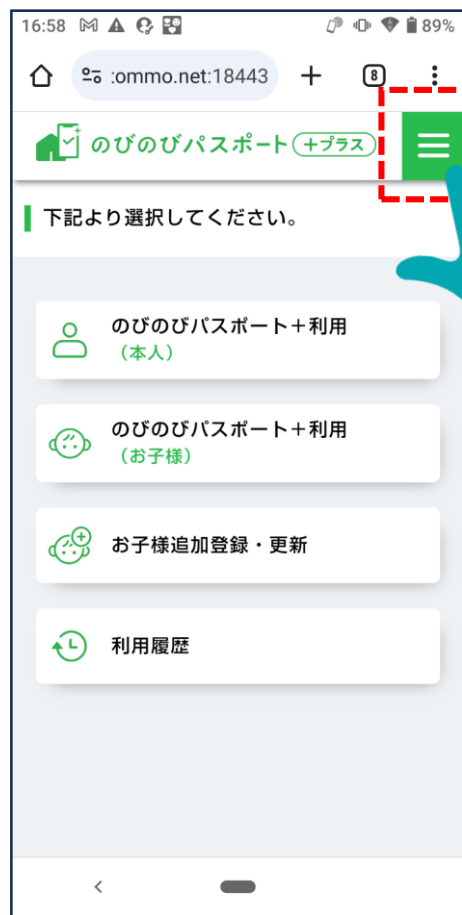 16:58 89%
:ommo.net:18443 8
のびのびパスポート+プラス
下記より選択してください。
のびのびパスポート+利用
(本人)
のびのびパスポート+利用
(お子様)
お子様追加登録・更新
利用履歴